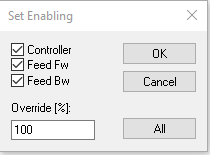 Set Enabling
Controller
Feed Fw
Feed Bw
OK
Cancel
Override [%]:
100
All